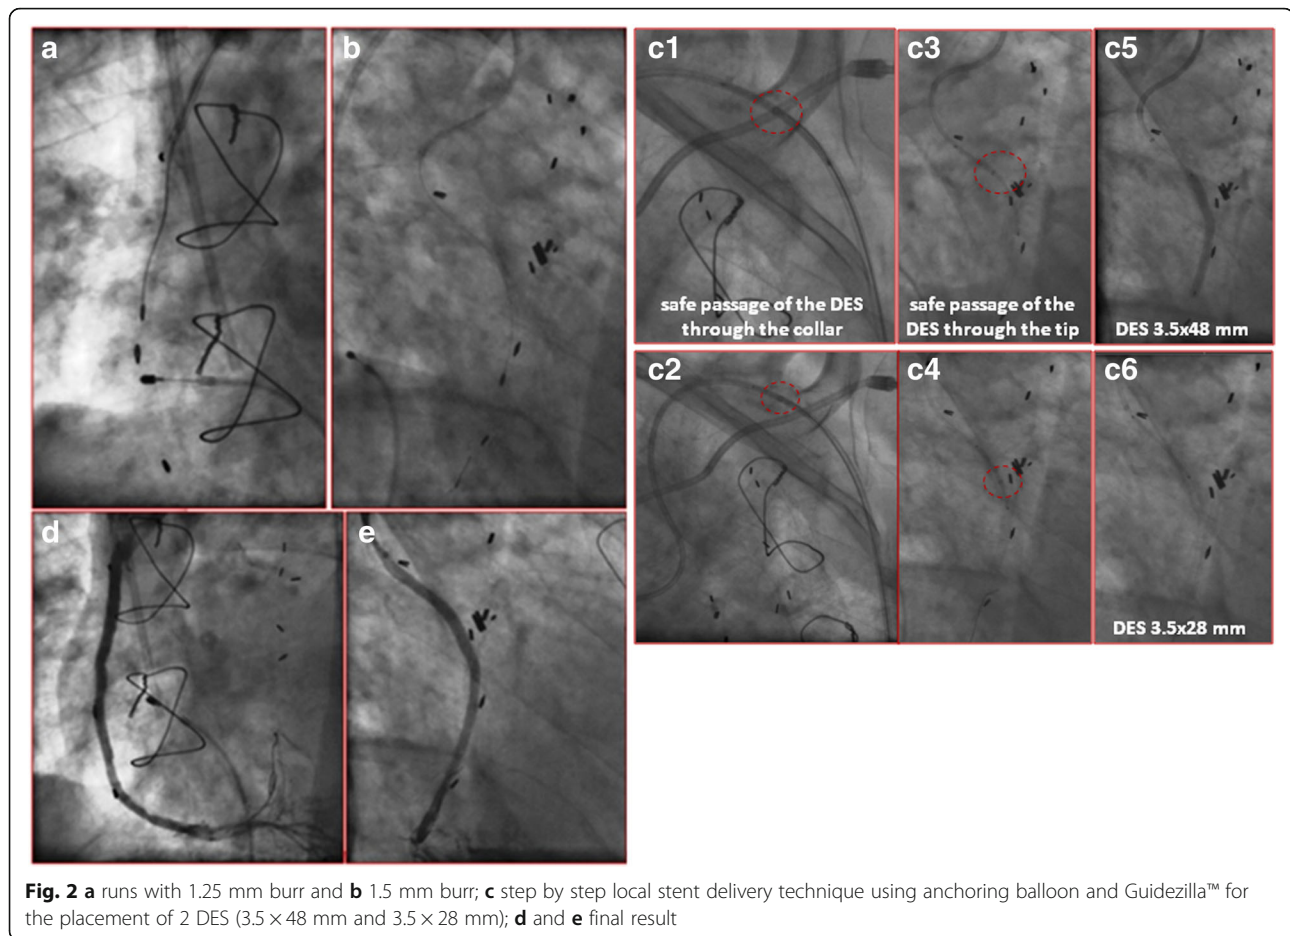 a
b
c1
safe passage of the DES
through the collar
c3
safe passage of the
DES through the tip
c5
DES 3.5x48 mm
c2
c4
c6
DES 3.5x28 mm
d
e
Fig. 2 a runs with 1.25 mm burr and b 1.5 mm burr; c step by step local stent delivery technique using anchoring balloon and Guidezilla™ for
the placement of 2 DES (3.5 × 48 mm and 3.5 × 28 mm); d and e final result